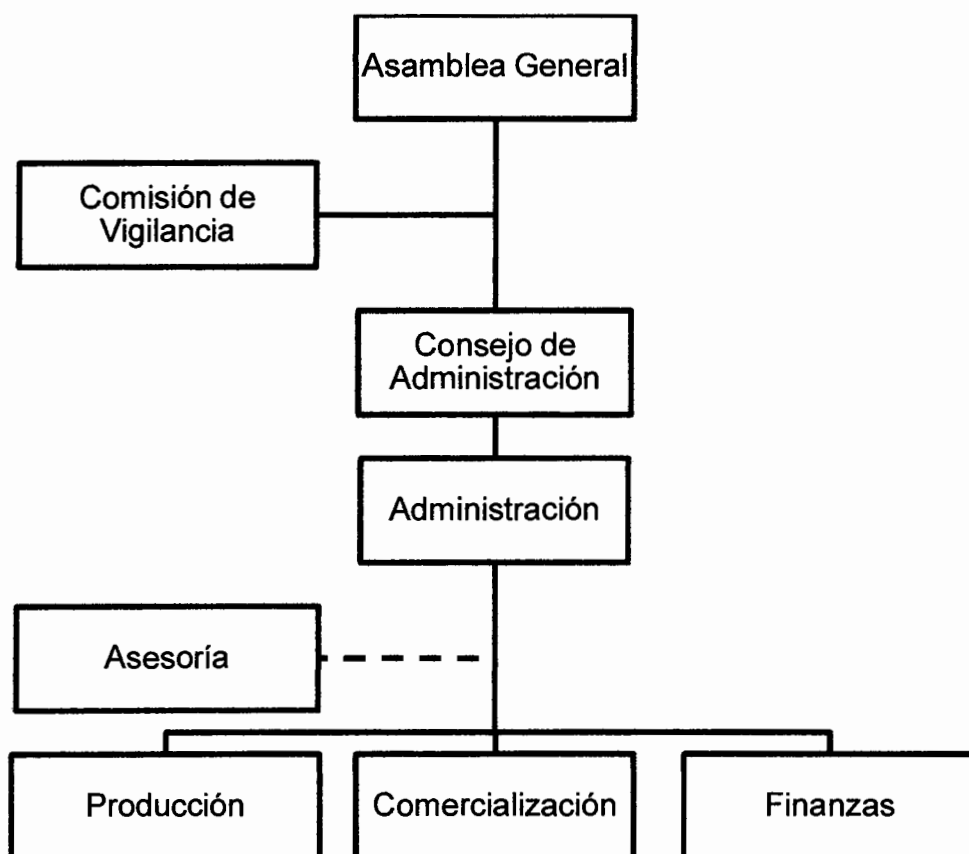 Asamblea General
Comisión de
Vigilancia
Consejo de
Administración
Administración
Asesoría
Producción
Comercialización
Finanzas